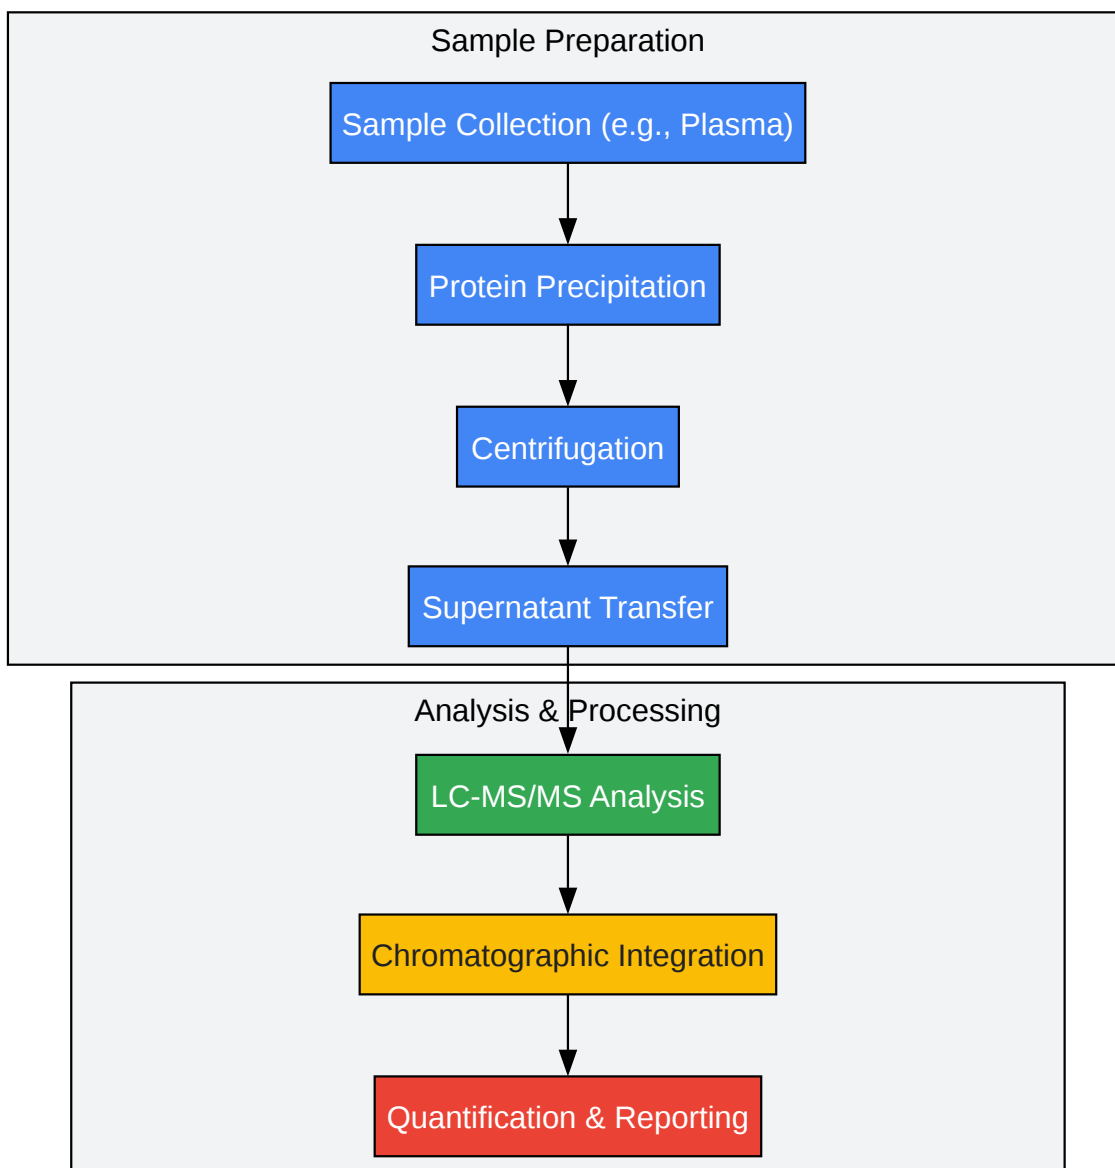 Sample Preparation
Sample Collection (e.g., Plasma)
Protein Precipitation
Centrifugation
Supernatant Transfer
Analysis & Processing
LC-MS/MS Analysis
Chromatographic Integration
Quantification & Reporting